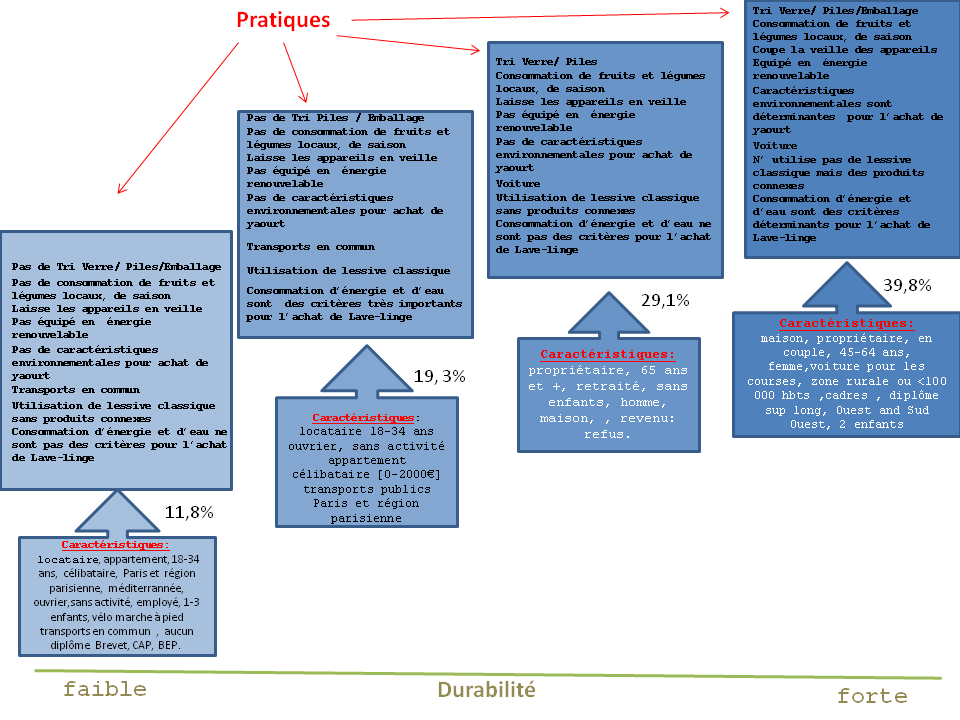 Pratiques
Pas de Tri Verre/ Piles/Emballage
Pas de consommation de fruits et
légumes locaux, de saison
Laisse les appareils en veille
Pas équipé en énergie
renouvelable
Pas de caractéristiques
environnementales pour achat de
yaourt
Transports en commun
Utilisation de lessive classique
sans produits connexes
Consommation d'énergie et d'eau ne
sont pas des critères pour l'achat
de Lave-linge
11,8%
Caractéristiques:
locataire, appartement, 18-34
ans, célibataire, Paris et région
parisienne, méditerrannée,
ouvrier,sans activité, employé, 1-3
enfants, vélo marche à pied
transports en commun , aucun
diplôme Brevet, CAP, BEP.
Pas de Tri Piles / Emballage
Pas de consommation de fruits et
légumes locaux, de saison
Laisse les appareils en veille
Pas équipé en énergie
renouvelable
Pas de caractéristiques
environnementales pour achat de
yaourt
Transports en commun
Utilisation de lessive classique
Consommation d'énergie et d'eau
sont des critères très importants
pour l'achat de Lave-linge
19, 3%
Caractéristiques:
locataire 18-34 ans
ouvrier, sans activité
appartement
célibataire [0-2000€]
transports publics
Paris et région
parisienne
Tri Verre/ Piles
Consommation de fruits et légumes
locaux, de saison
Laisse les appareils en veille
Pas équipé en énergie
renouvelable
Pas de caractéristiques
environnementales pour achat de
yaourt
Voiture
Utilisation de lessive classique
sans produits connexes
Consommation d'énergie et d'eau ne
sont pas des critères pour l'achat
de Lave-linge
29,1%
Caractéristiques:
propriétaire, 65 ans
et +, retraité, sans
enfants, homme,
maison, , revenu:
refus.
Tri Verre/ Piles/Emballage
Consommation de fruits et
légumes locaux, de saison
Coupe la veille des appareils
Equipé en énergie
renouvelable
Caractéristiques
environnementales sont
déterminantes pour l'achat de
yaourt
Voiture
N' utilise pas de lessive
classique mais des produits
connexes
Consommation d'énergie et
d'eau sont des critères
déterminants pour l'achat de
Lave-linge
39,8%
Caractéristiques:
maison, propriétaire, en
couple, 45-64 ans,
femme,voiture pour les
courses, zone rurale ou <100
000 hbts ,cadres , diplôme
sup long, Ouest and Sud
Ouest, 2 enfants
faible
Durabilité
forte